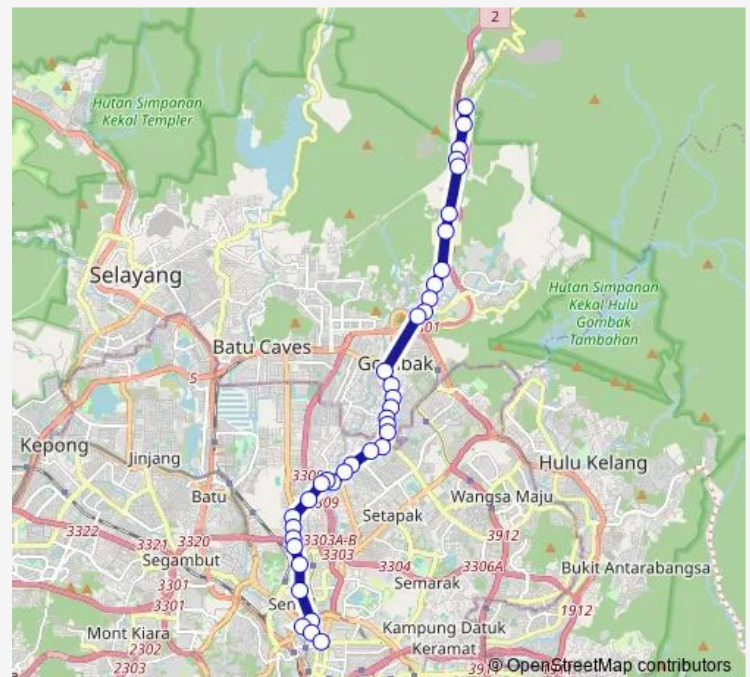 2
Hutan Simpanan
Kekal Templer
Selayang
Hutan Simpanan
Kekal Hulu
Gombak
Tambahan
Batu Caves
Gombak
5
Kepong
Jinjang
Hulu Kelang
Batu
Wangsa Maju
Setapak
3322
3321
3320
3303A-B
3303
3912
Segambut
3304
3306A
Bukit Antarabangsa
Semarak
3301
3301
1912
Mont Kiara
Kampung Datuk
Keramat
2302
2303
© OpenStreetMap contributors